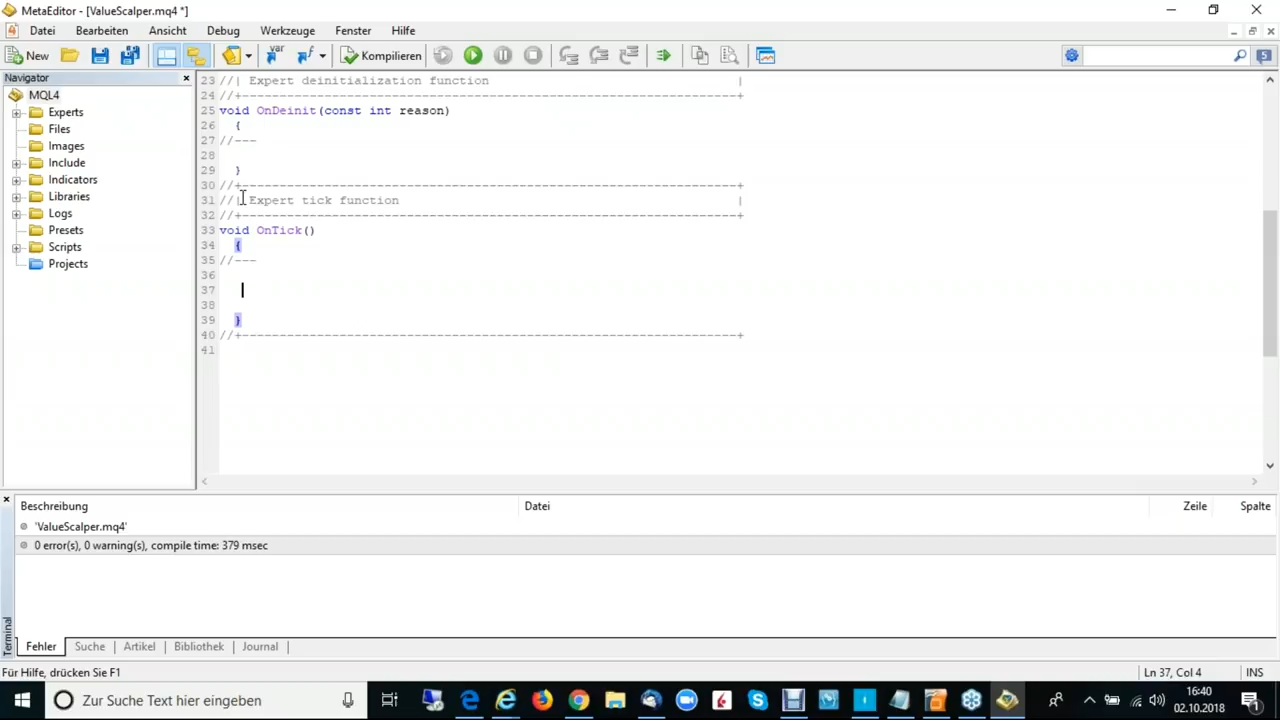 MetaEditor - [ValueScalper.mq4 *]
Datei Bearbeiten Ansicht Debug Werkzeuge Fenster Hilfe
New var Kompilieren 5
Navigator
MQL4
Experts
Files
Images
Include
Indicators
Libraries
Logs
Presets
Scripts
Projects
23 //| Expert deinitialization function |
24 //+------------------------------------------------------------------+
25 void OnDeinit(const int reason)
26 {
27 //---
28
29 }
30 //+------------------------------------------------------------------+
31 //| Expert tick function |
32 //+------------------------------------------------------------------+
33 void OnTick()
34 {
35 //---
36
37
38
39 }
40 //+------------------------------------------------------------------+
41
Beschreibung Datei Zeile Spalte
'ValueScalper.mq4'
0 error(s), 0 warning(s), compile time: 379 msec
Terminal
Fehler Suche Artikel Bibliothek Journal
Für Hilfe, drücken Sie F1 Ln 37, Col 4 INS
Zur Suche Text hier eingeben
16:40
02.10.2018